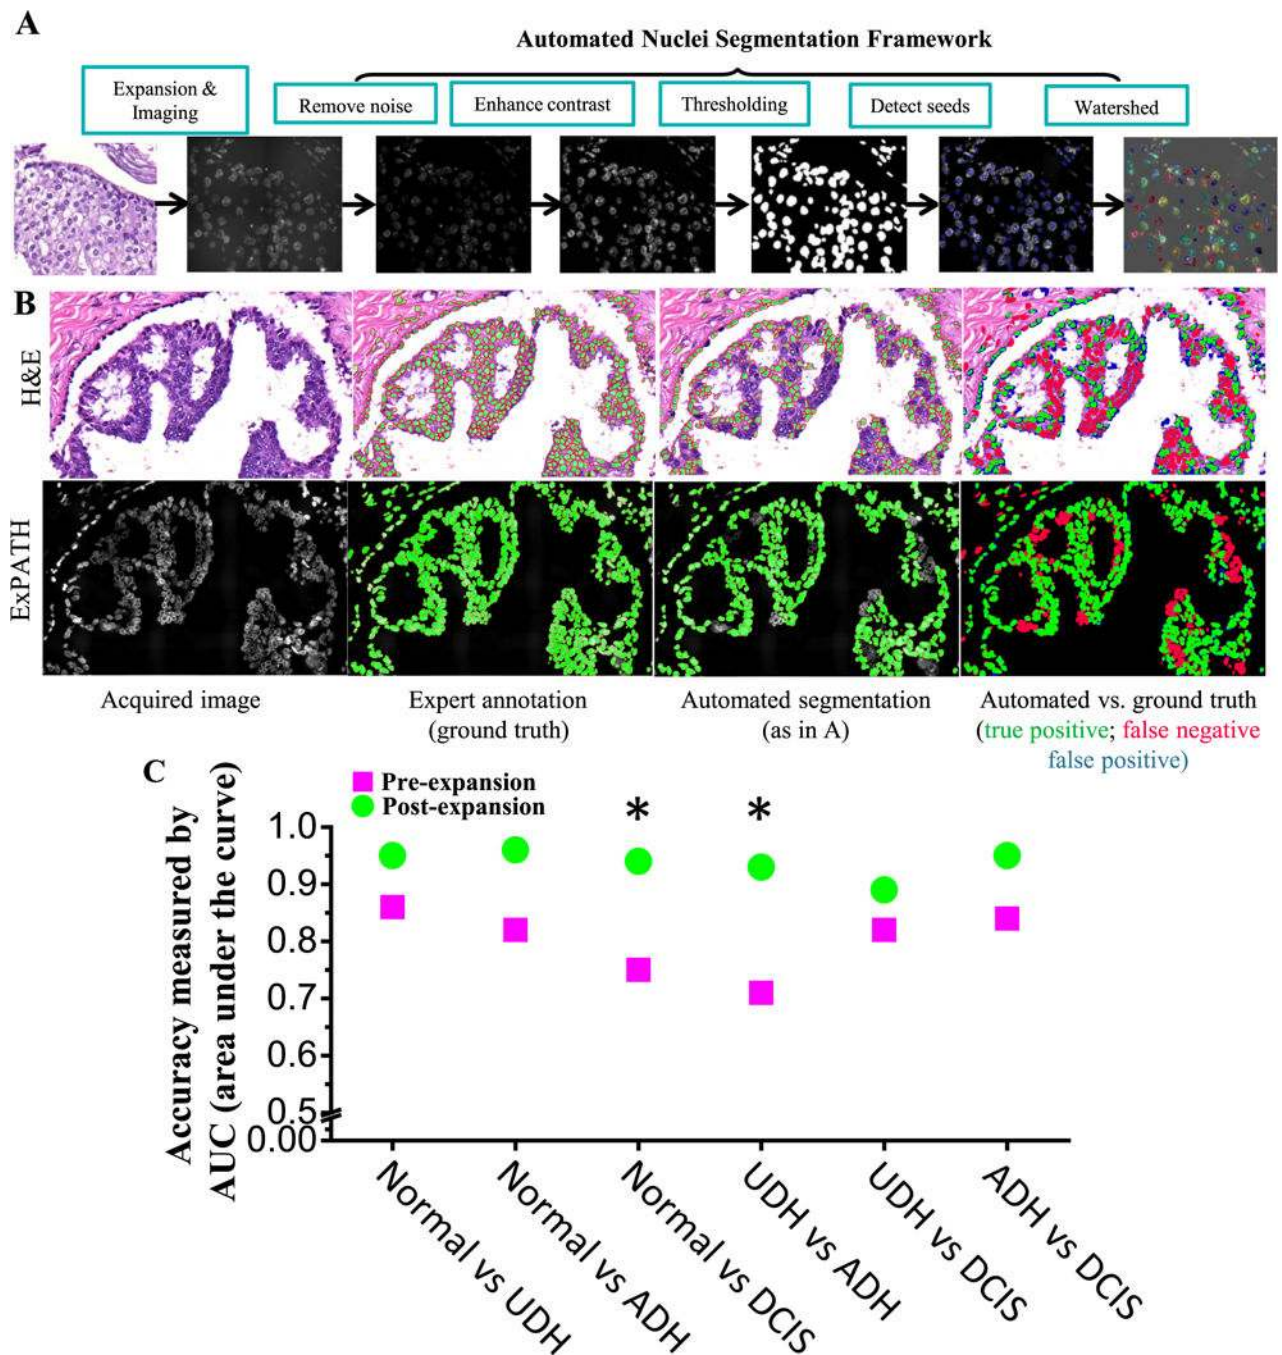 A
Automated Nuclei Segmentation Framework
Expansion &
Imaging
Remove noise
Enhance contrast
Thresholding
Detect seeds
Watershed
B
H&E
ExPATH
Acquired image
Expert annotation
(ground truth)
Automated segmentation
(as in A)
Automated vs. ground truth
(true positive; false negative
false positive)
C
Pre-expansion
Post-expansion
* *
Accuracy measured by
AUC (area under the curve)
1.0
0.9
0.8
0.7
0.6
0.5
0.00
Normal vs UDH
Normal vs ADH
Normal vs DCIS
UDH vs ADH
UDH vs DCIS
ADH vs DCIS